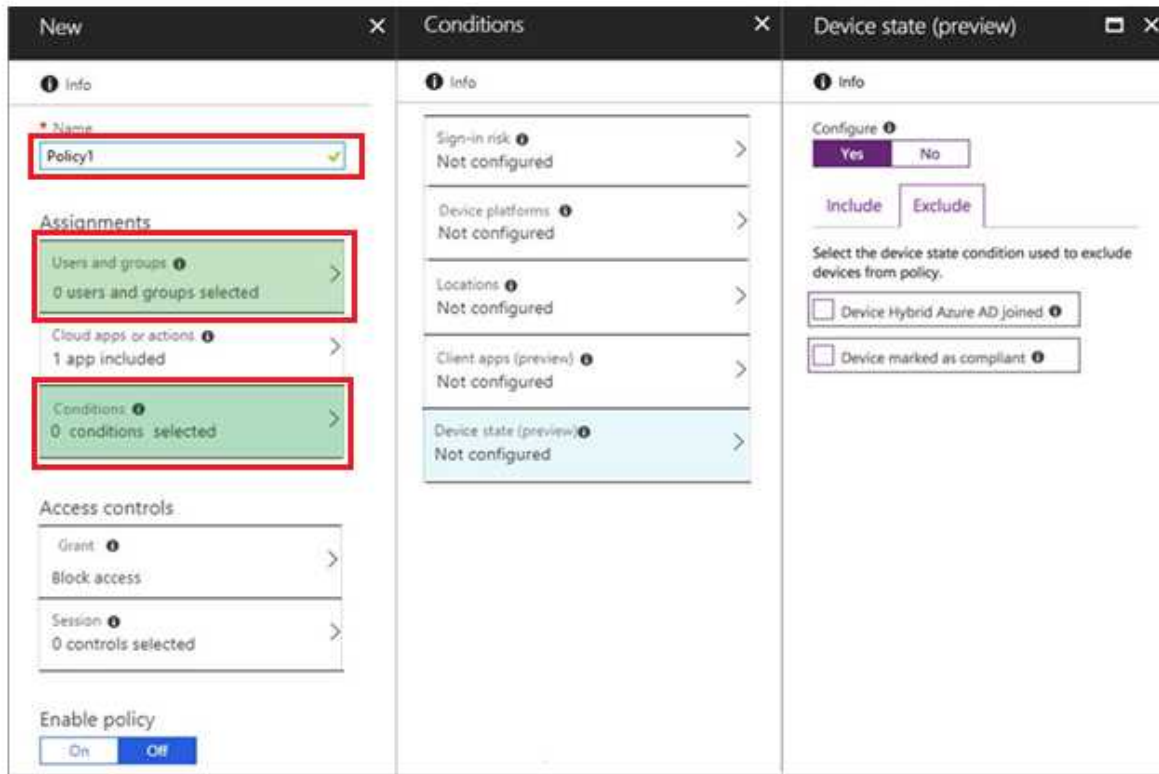 New
Info
* Name
Policy1
Assignments
Users and groups
0 users and groups selected
Cloud apps or actions
1 app included
Conditions
0 conditions selected
Access controls
Grant
Block access
Session
0 controls selected
Enable policy
On Off
Conditions
Info
Sign-in risk
Not configured
Device platforms
Not configured
Locations
Not configured
Client apps (preview)
Not configured
Device state (preview)
Not configured
Device state (preview)
Info
Configure
Yes No
Include Exclude
Select the device state condition used to exclude
devices from policy.
Device Hybrid Azure AD joined
Device marked as compliant